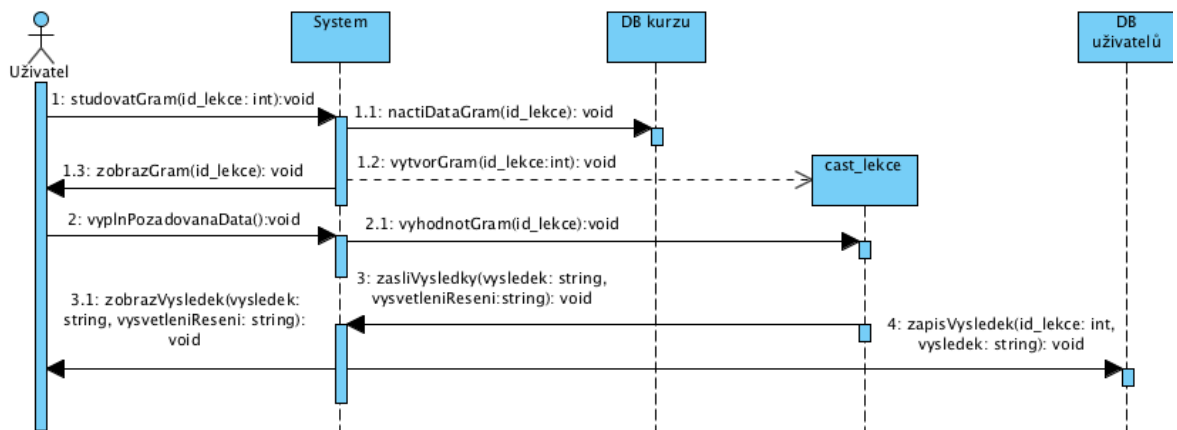 System
DB kurzu
DB
uživatelů
Uživatel
1: studovatGram(id_lekce: int):void
1.1: nactiDataGram(id_lekce): void
1.2: vytvorGram(id_lekce:int): void
cast_lekce
1.3: zobrazGram(id_lekce): void
2: vyplnPozadovanaData():void
2.1: vyhodnotGram(id_lekce):void
3: zasliVysledky(vysledek: string,
vysvetleniReseni:string): void
3.1: zobrazVysledek(vysledek:
string, vysvetleniReseni: string):
void
4: zapisVysledek(id_lekce: int,
vysledek: string): void